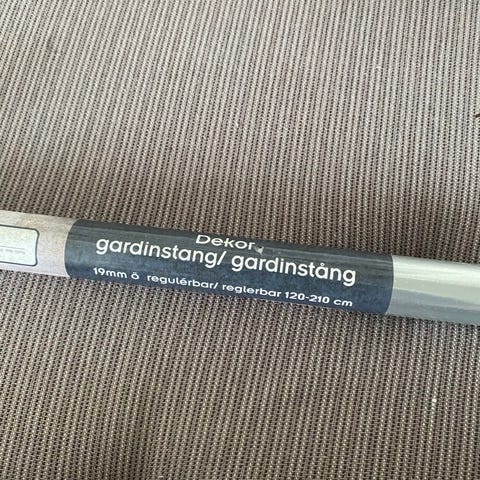 Dekor
gardinstang/ gardinstång
19mm ö regulérbar/ reglerbar 120-210 cm